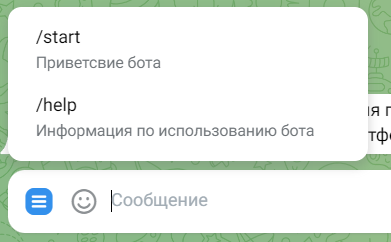 /start
Приветсвие бота
/help
Информация по использованию бота
Сообщение